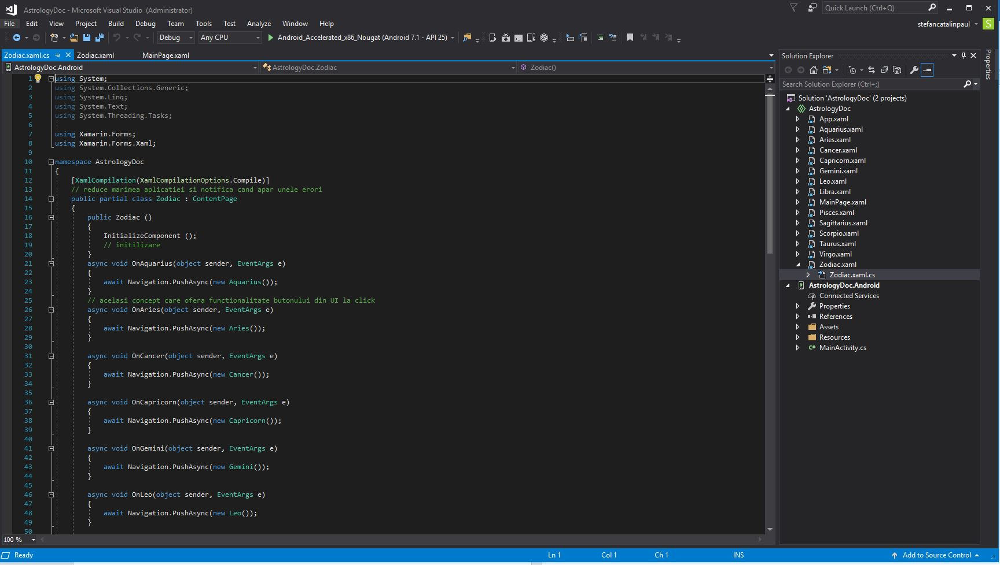 AstrologyDoc - Microsoft Visual Studio (Administrator)
Quick Launch (Ctrl+Q)
File Edit View Project Build Debug Team Tools Test Analyze Window Help
stefancatalinpaul S
Debug Any CPU Android_Accelerated_x86_Nougat (Android 7.1 - API 25)
Zodiac.xaml.cs Zodiac.xaml MainPage.xaml
AstrologyDoc.Android AstrologyDoc.Zodiac Zodiac()
1 using System;
2 using System.Collections.Generic;
3 using System.Linq;
4 using System.Text;
5 using System.Threading.Tasks;
6
7 using Xamarin.Forms;
8 using Xamarin.Forms.Xaml;
9
10 namespace AstrologyDoc
11 {
12 [XamlCompilation(XamlCompilationOptions.Compile)]
13 // reduce marimea aplicatiei si notifica cand apar unele erori
14 public partial class Zodiac : ContentPage
15 {
16 public Zodiac ()
17 {
18 InitializeComponent ();
19 // initilizare
20 }
21 async void OnAquarius(object sender, EventArgs e)
22 {
23 await Navigation.PushAsync(new Aquarius());
24 }
25 // acelasi concept care ofera functionalitate butonului din UI la click
26 async void OnAries(object sender, EventArgs e)
27 {
28 await Navigation.PushAsync(new Aries());
29 }
30
31 async void OnCancer(object sender, EventArgs e)
32 {
33 await Navigation.PushAsync(new Cancer());
34 }
35
36 async void OnCapricorn(object sender, EventArgs e)
37 {
38 await Navigation.PushAsync(new Capricorn());
39 }
40
41 async void OnGemini(object sender, EventArgs e)
42 {
43 await Navigation.PushAsync(new Gemini());
44 }
45
46 async void OnLeo(object sender, EventArgs e)
47 {
48 await Navigation.PushAsync(new Leo());
49 }
50
100 %
Solution Explorer
Search Solution Explorer (Ctrl+;)
Solution 'AstrologyDoc' (2 projects)
AstrologyDoc
App.xaml
Aquarius.xaml
Aries.xaml
Cancer.xaml
Capricorn.xaml
Gemini.xaml
Leo.xaml
Libra.xaml
MainPage.xaml
Pisces.xaml
Sagittarius.xaml
Scorpio.xaml
Taurus.xaml
Virgo.xaml
Zodiac.xaml
Zodiac.xaml.cs
AstrologyDoc.Android
Connected Services
Properties
References
Assets
Resources
C# MainActivity.cs
Properties
Ready Ln 1 Col 1 Ch 1 INS Add to Source Control